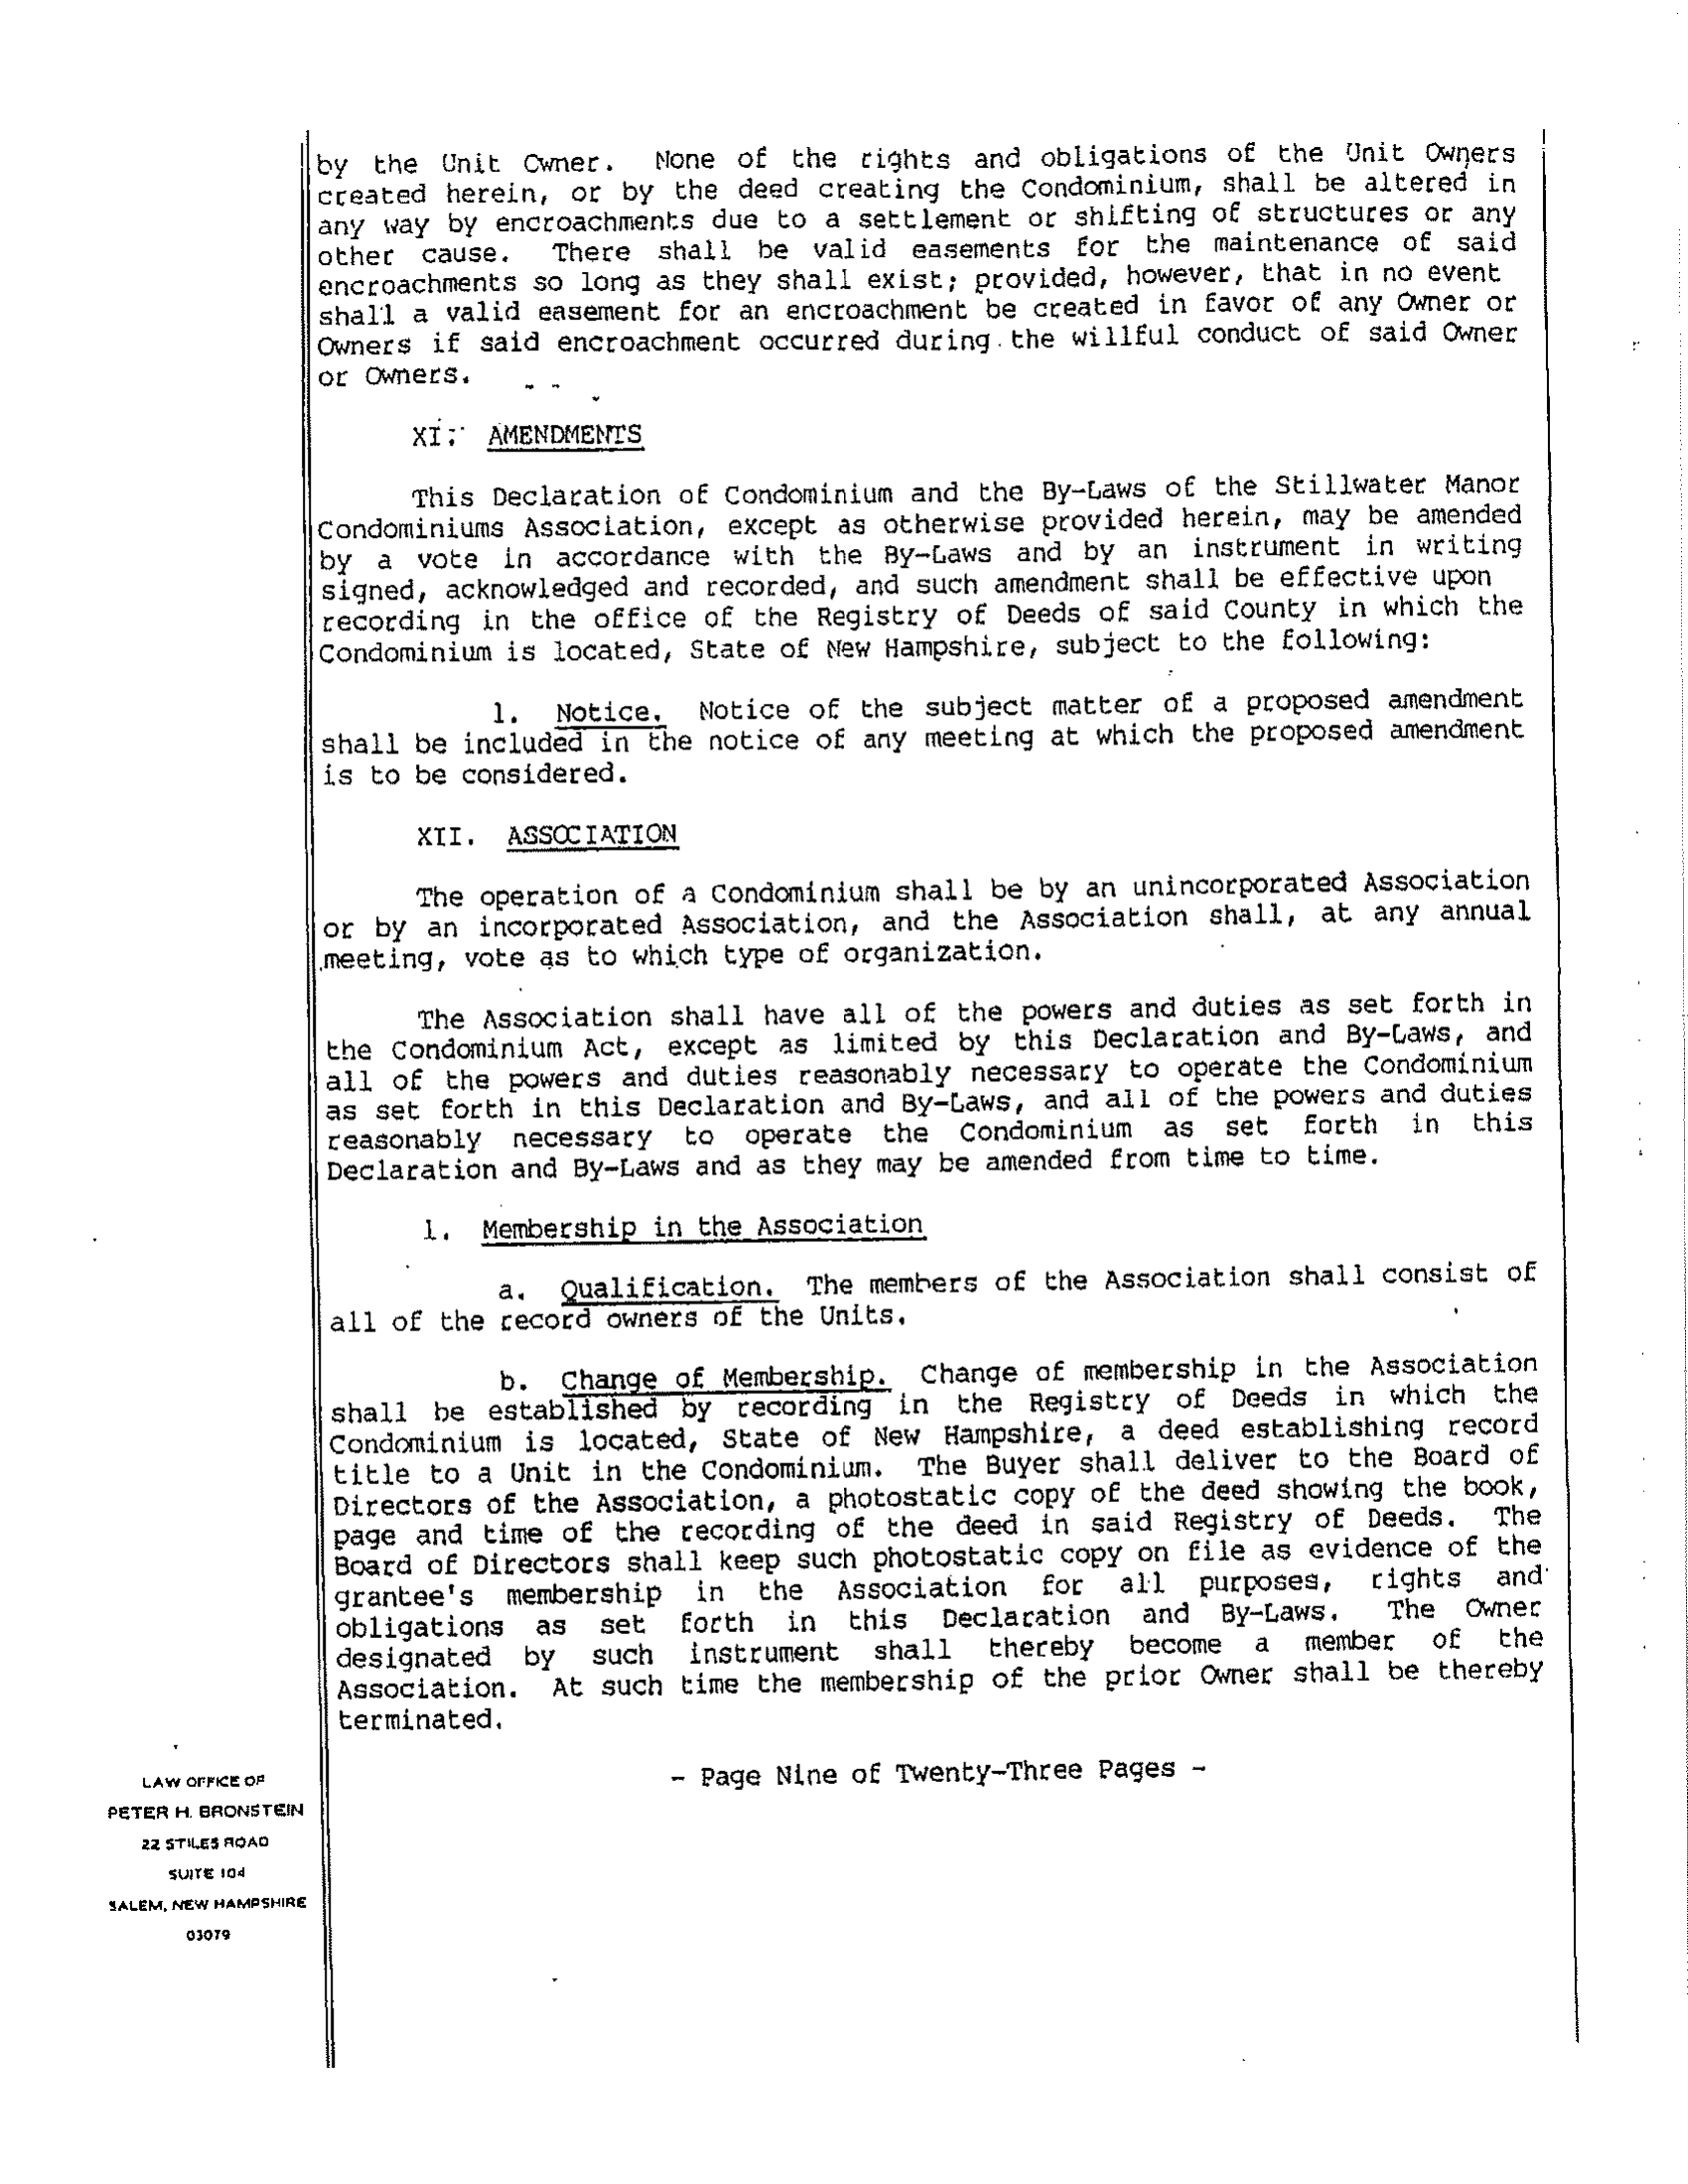 by the Unit Owner. None of the rights and obligations of the Unit Owners
created herein, or by the deed creating the Condominium, shall be altered in
any way by encroachments due to a settlement or shifting of structures or any
other cause. There shall be valid easements for the maintenance of said
encroachments so long as they shall exist; provided, however, that in no event
shall a valid easement for an encroachment be created in favor of any Owner or
Owners if said encroachment occurred during the willful conduct of said Owner
or Owners.
XI. AMENDMENTS
This Declaration of Condominium and the By-Laws of the Stillwater Manor
Condominiums Association, except as otherwise provided herein, may be amended
by a vote in accordance with the By-Laws and by an instrument in writing
signed, acknowledged and recorded, and such amendment shall be effective upon
recording in the office of the Registry of Deeds of said County in which the
Condominium is located, State of New Hampshire, subject to the following:
1. Notice. Notice of the subject matter of a proposed amendment
shall be included in the notice of any meeting at which the proposed amendment
is to be considered.
XII. ASSOCIATION
The operation of a Condominium shall be by an unincorporated Association
or by an incorporated Association, and the Association shall, at any annual
meeting, vote as to which type of organization.
The Association shall have all of the powers and duties as set forth in
the Condominium Act, except as limited by this Declaration and By-Laws, and
all of the powers and duties reasonably necessary to operate the Condominium
as set forth in this Declaration and By-Laws, and all of the powers and duties
reasonably necessary to operate the Condominium as set forth in this
Declaration and By-Laws and as they may be amended from time to time.
1. Membership in the Association
a. Qualification. The members of the Association shall consist of
all of the record owners of the Units.
b. Change of Membership. Change of membership in the Association
shall be established by recording in the Registry of Deeds in which the
Condominium is located, State of New Hampshire, a deed establishing record
title to a Unit in the Condominium. The Buyer shall deliver to the Board of
Directors of the Association, a photostatic copy of the deed showing the book,
page and time of the recording of the deed in said Registry of Deeds. The
Board of Directors shall keep such photostatic copy on file as evidence of the
grantee's membership in the Association for all purposes, rights and
obligations as set forth in this Declaration and By-Laws. The Owner
designated by such instrument shall thereby become a member of the
Association. At such time the membership of the prior Owner shall be thereby
terminated.
- Page Nine of Twenty-Three Pages -
LAW OFFICE OF
PETER H. BRONSTEIN
22 STILES ROAD
SUITE 104
SALEM, NEW HAMPSHIRE
03079